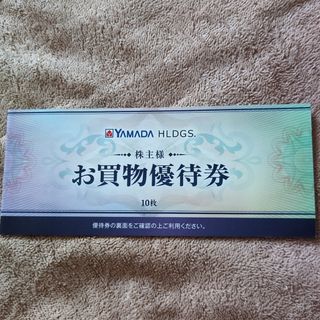 YAMADA HLDGS.
株主様
お買物優待券
10枚
優待券の裏面をご確認の上ご利用ください。